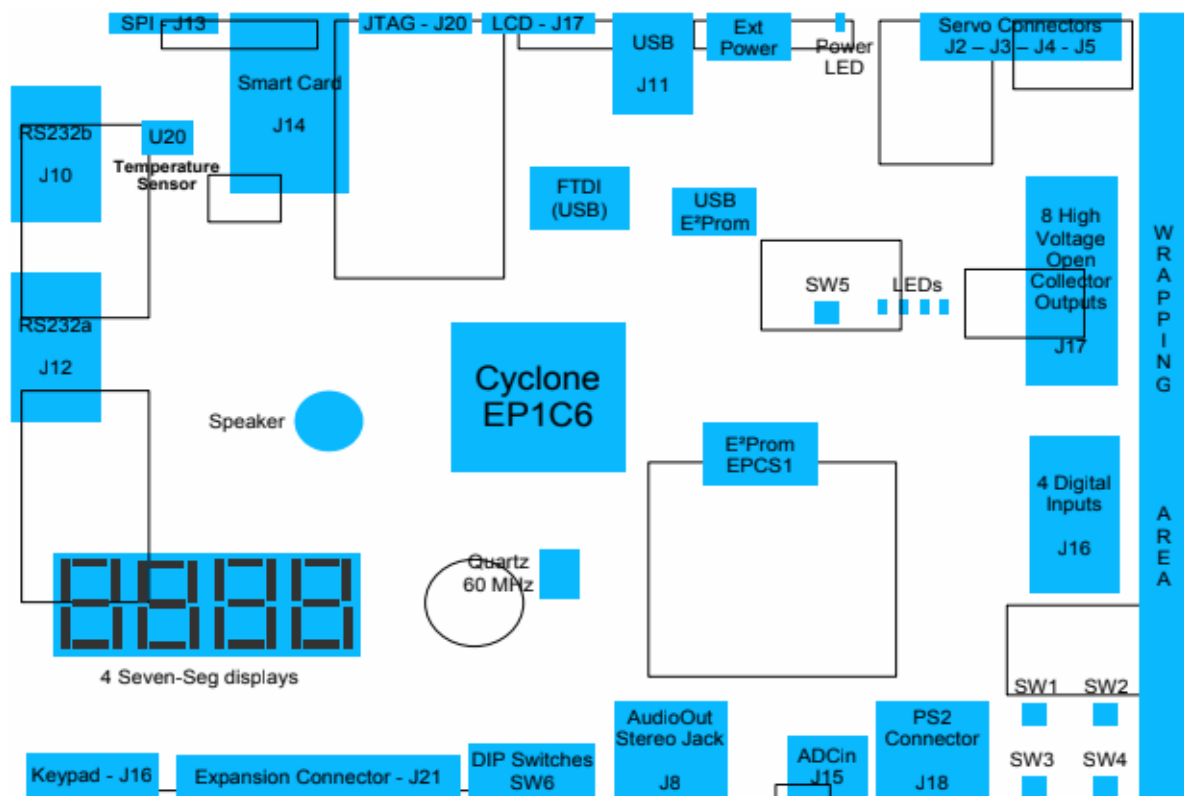 SPI - J13
JTAG - J20
LCD - J17
USB
J11
Ext
Power
Power
LED
Servo Connectors
J2 – J3 – J4 - J5
Smart Card
J14
RS232b
J10
U20
Temperature
Sensor
FTDI
(USB)
USB
E²Prom
8 High
Voltage
Open
Collector
Outputs
J17
WRAPPING
AREA
SW5
LEDs
RS232a
J12
Cyclone
EP1C6
Speaker
E²Prom
EPCS1
4 Digital
Inputs
J16
Quartz
60 MHz
4 Seven-Seg displays
SW1
SW2
SW3
SW4
Keypad - J16
Expansion Connector - J21
DIP Switches
SW6
AudioOut
Stereo Jack
J8
ADCin
J15
PS2
Connector
J18